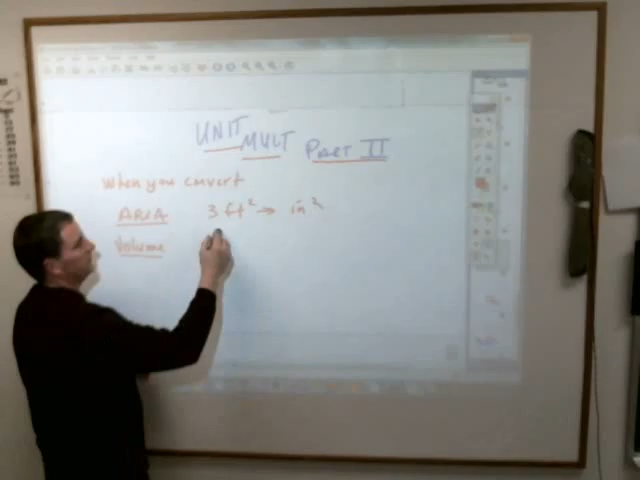 UNIT
MULT PART II
When you convert
AREA 3 ft² → in²
Volume